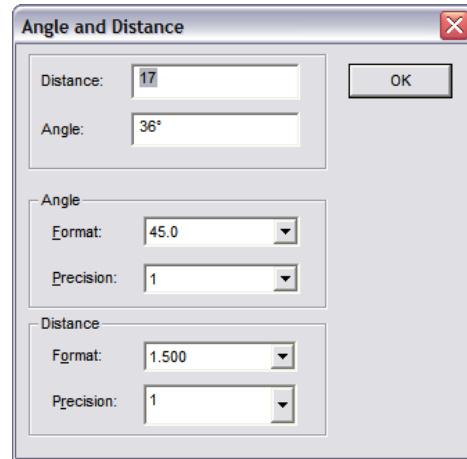 Angle and Distance
Distance: 17 OK
Angle: 36°
Angle
Format: 45.0
Precision: 1
Distance
Format: 1.500
Precision: 1